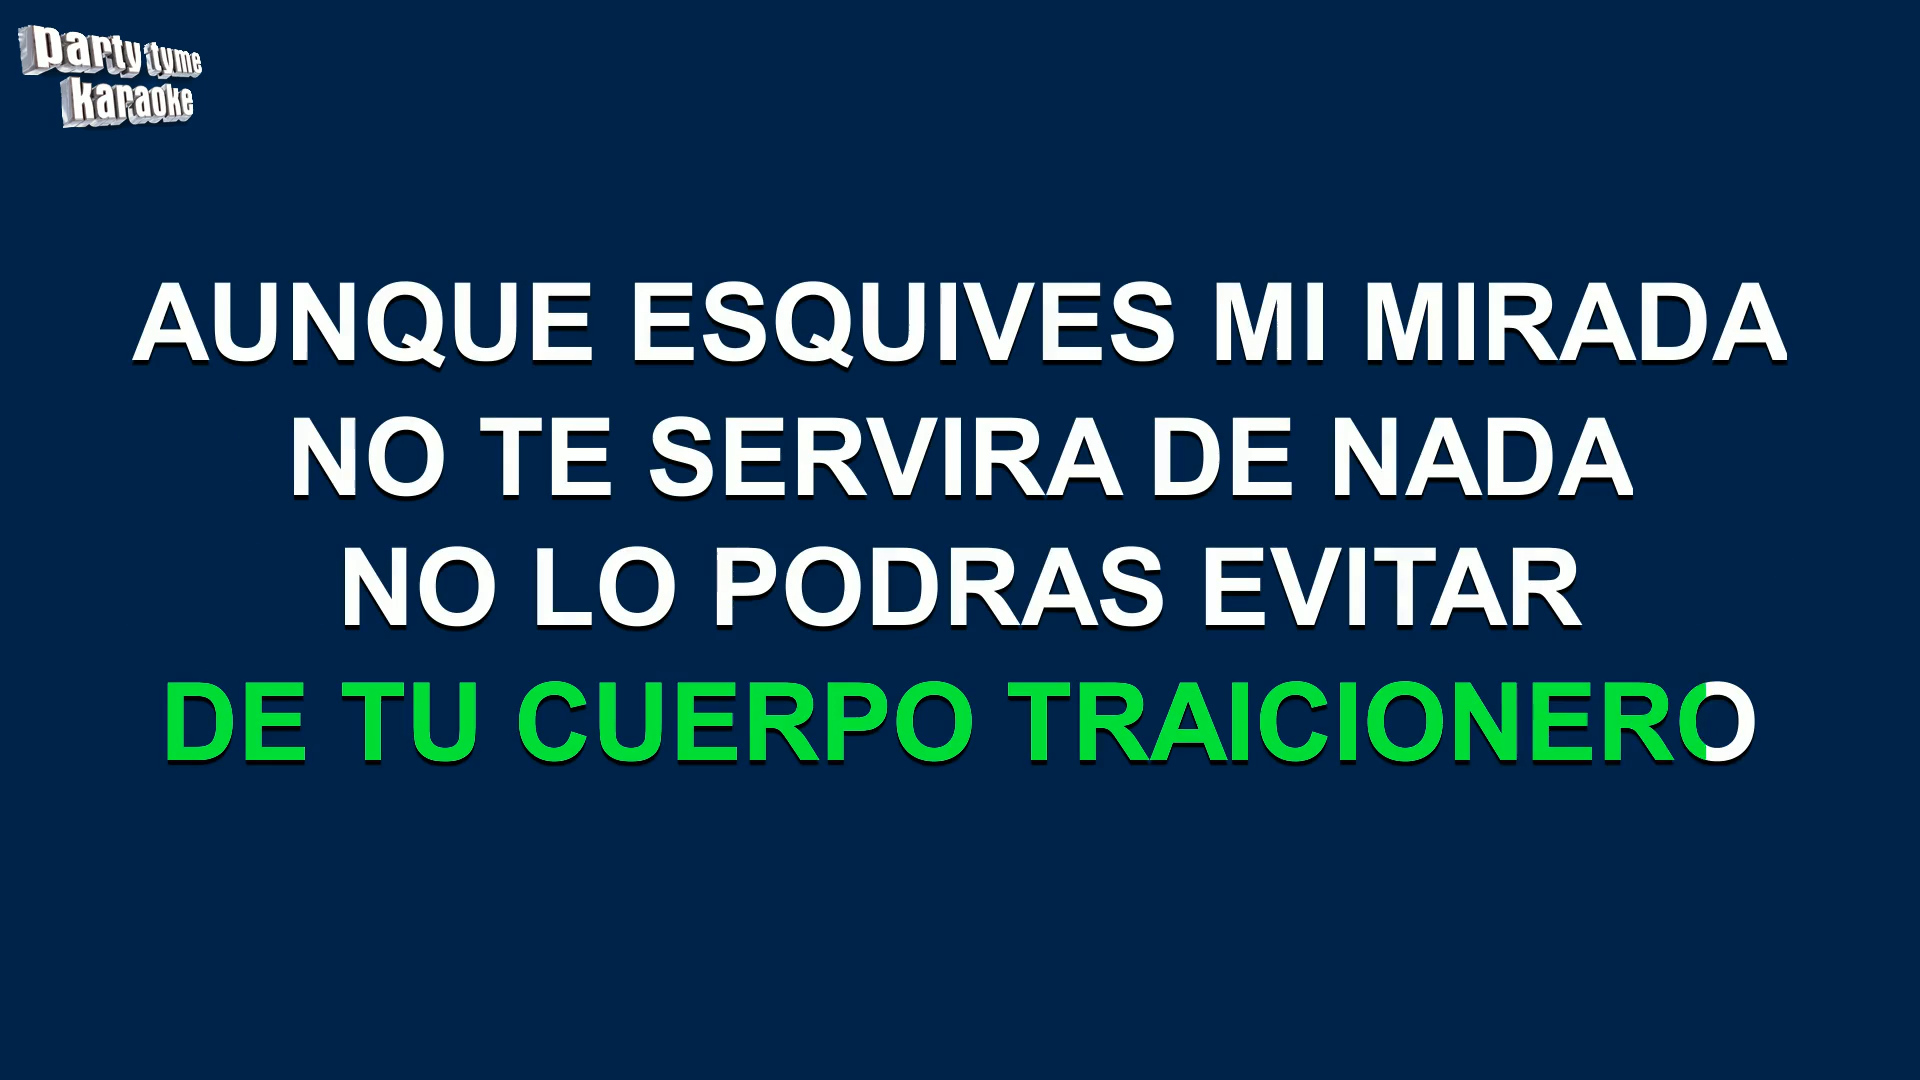 party tyme
karaoke
AUNQUE ESQUIVES MI MIRADA
NO TE SERVIRA DE NADA
NO LO PODRAS EVITAR
DE TU CUERPO TRAICIONERO